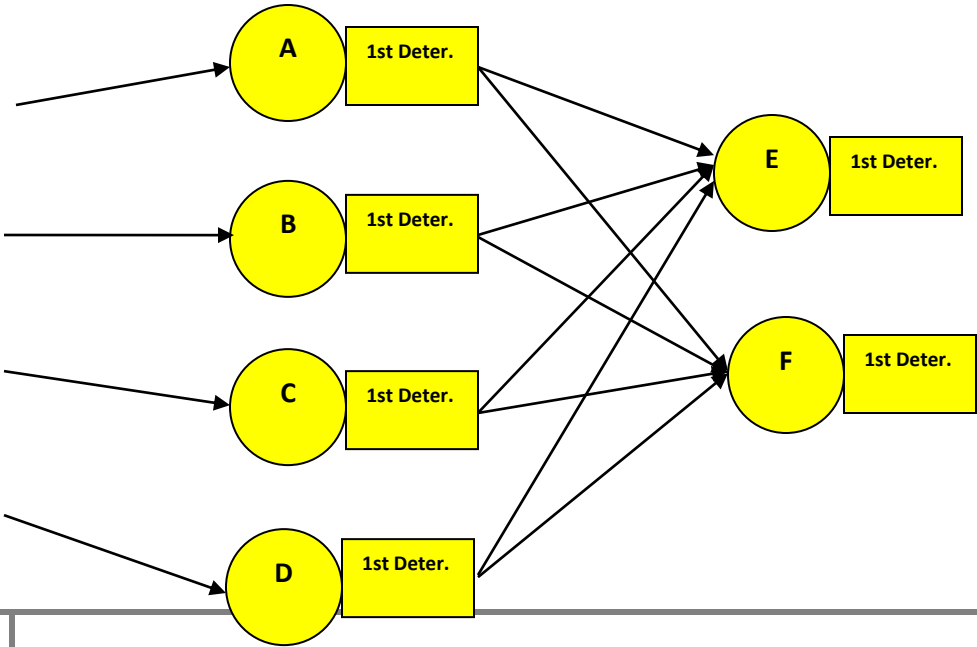 A
1st Deter.
B
1st Deter.
C
1st Deter.
D
1st Deter.
E
1st Deter.
F
1st Deter.